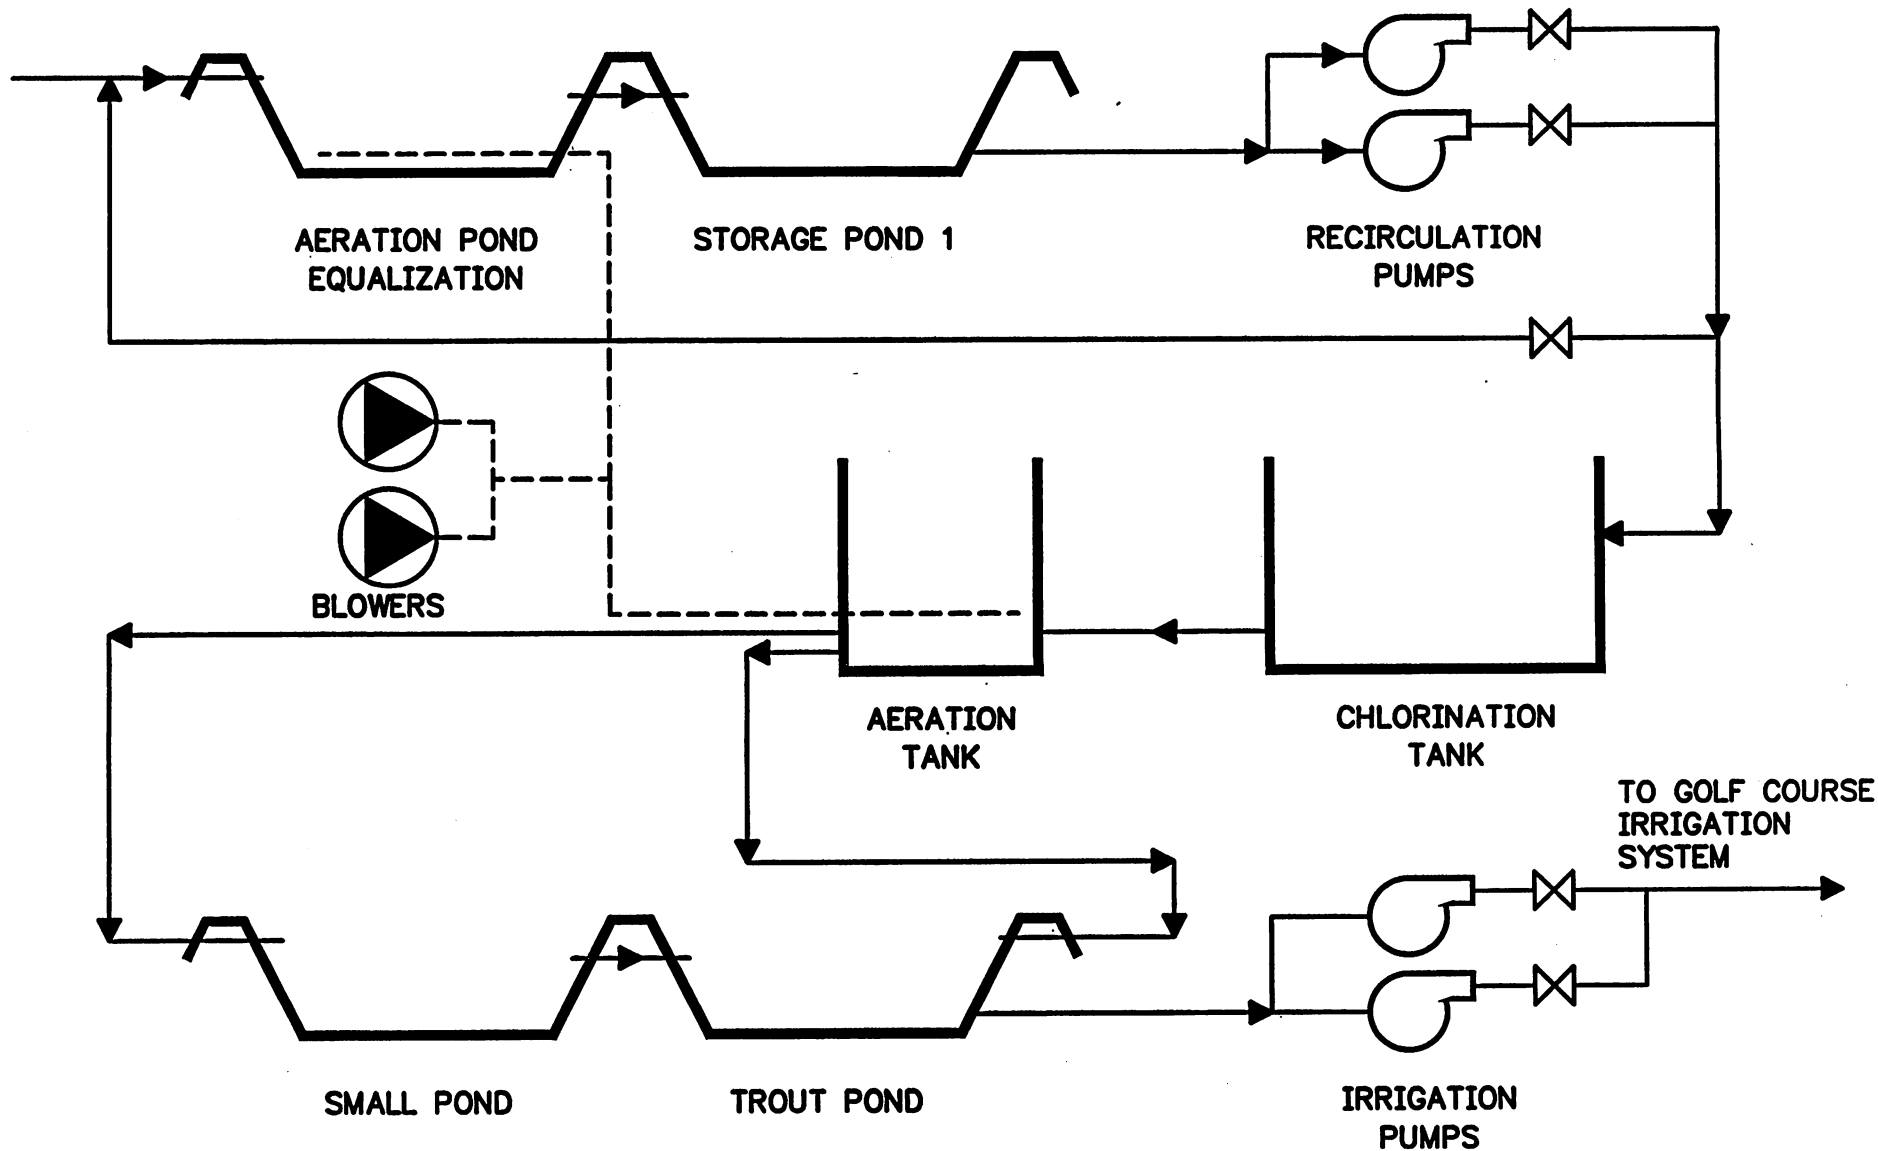 AERATION POND
EQUALIZATION
STORAGE POND 1
RECIRCULATION
PUMPS
BLOWERS
AERATION
TANK
CHLORINATION
TANK
TO GOLF COURSE
IRRIGATION
SYSTEM
SMALL POND
TROUT POND
IRRIGATION
PUMPS